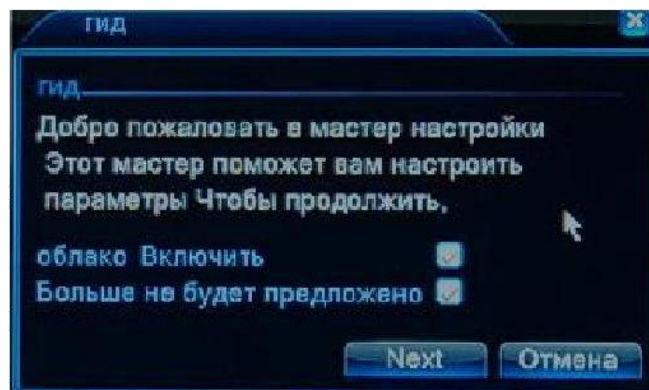 гид
гид
Добро пожаловать в мастер настройки
Этот мастер поможет вам настроить
параметры Чтобы продолжить,
облако Включить
Больше не будет предложено
Next Отмена